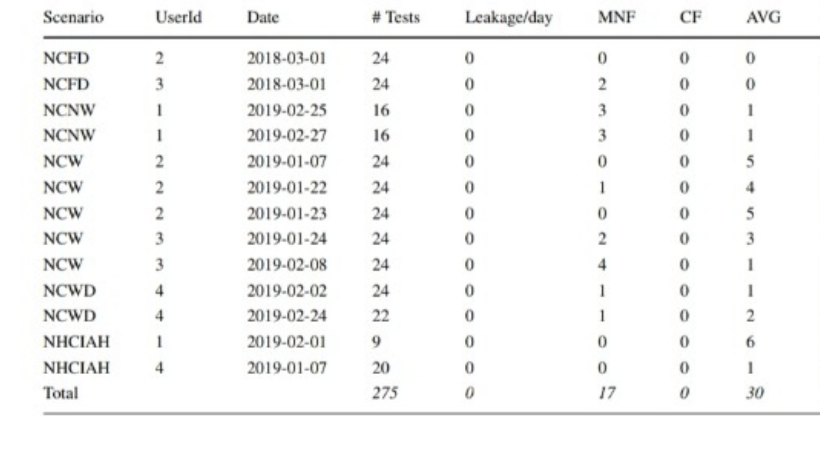 Scenario UserId Date # Tests Leakage/day MNF CF AVG
NCFD 2 2018-03-01 24 0 0 0 0
NCFD 3 2018-03-01 24 0 2 0 0
NCNW 1 2019-02-25 16 0 3 0 1
NCNW 1 2019-02-27 16 0 3 0 1
NCW 2 2019-01-07 24 0 0 0 5
NCW 2 2019-01-22 24 0 1 0 4
NCW 2 2019-01-23 24 0 0 0 5
NCW 3 2019-01-24 24 0 2 0 3
NCW 3 2019-02-08 24 0 4 0 1
NCWD 4 2019-02-02 24 0 1 0 1
NCWD 4 2019-02-24 22 0 1 0 2
NHCIAH 1 2019-02-01 9 0 0 0 6
NHCIAH 4 2019-01-07 20 0 0 0 1
Total 275 0 17 0 30